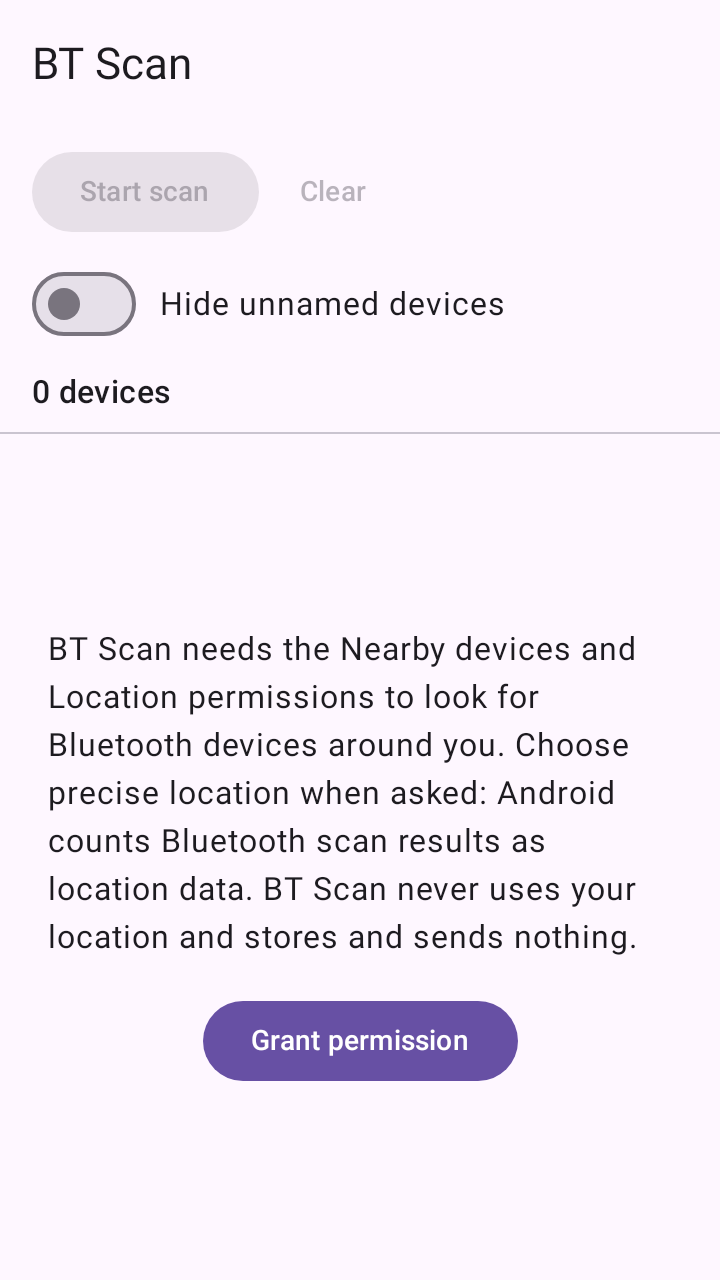 BT Scan
Start scan
Clear
Hide unnamed devices
0 devices
BT Scan needs the Nearby devices and
Location permissions to look for
Bluetooth devices around you. Choose
precise location when asked: Android
counts Bluetooth scan results as
location data. BT Scan never uses your
location and stores and sends nothing.
Grant permission